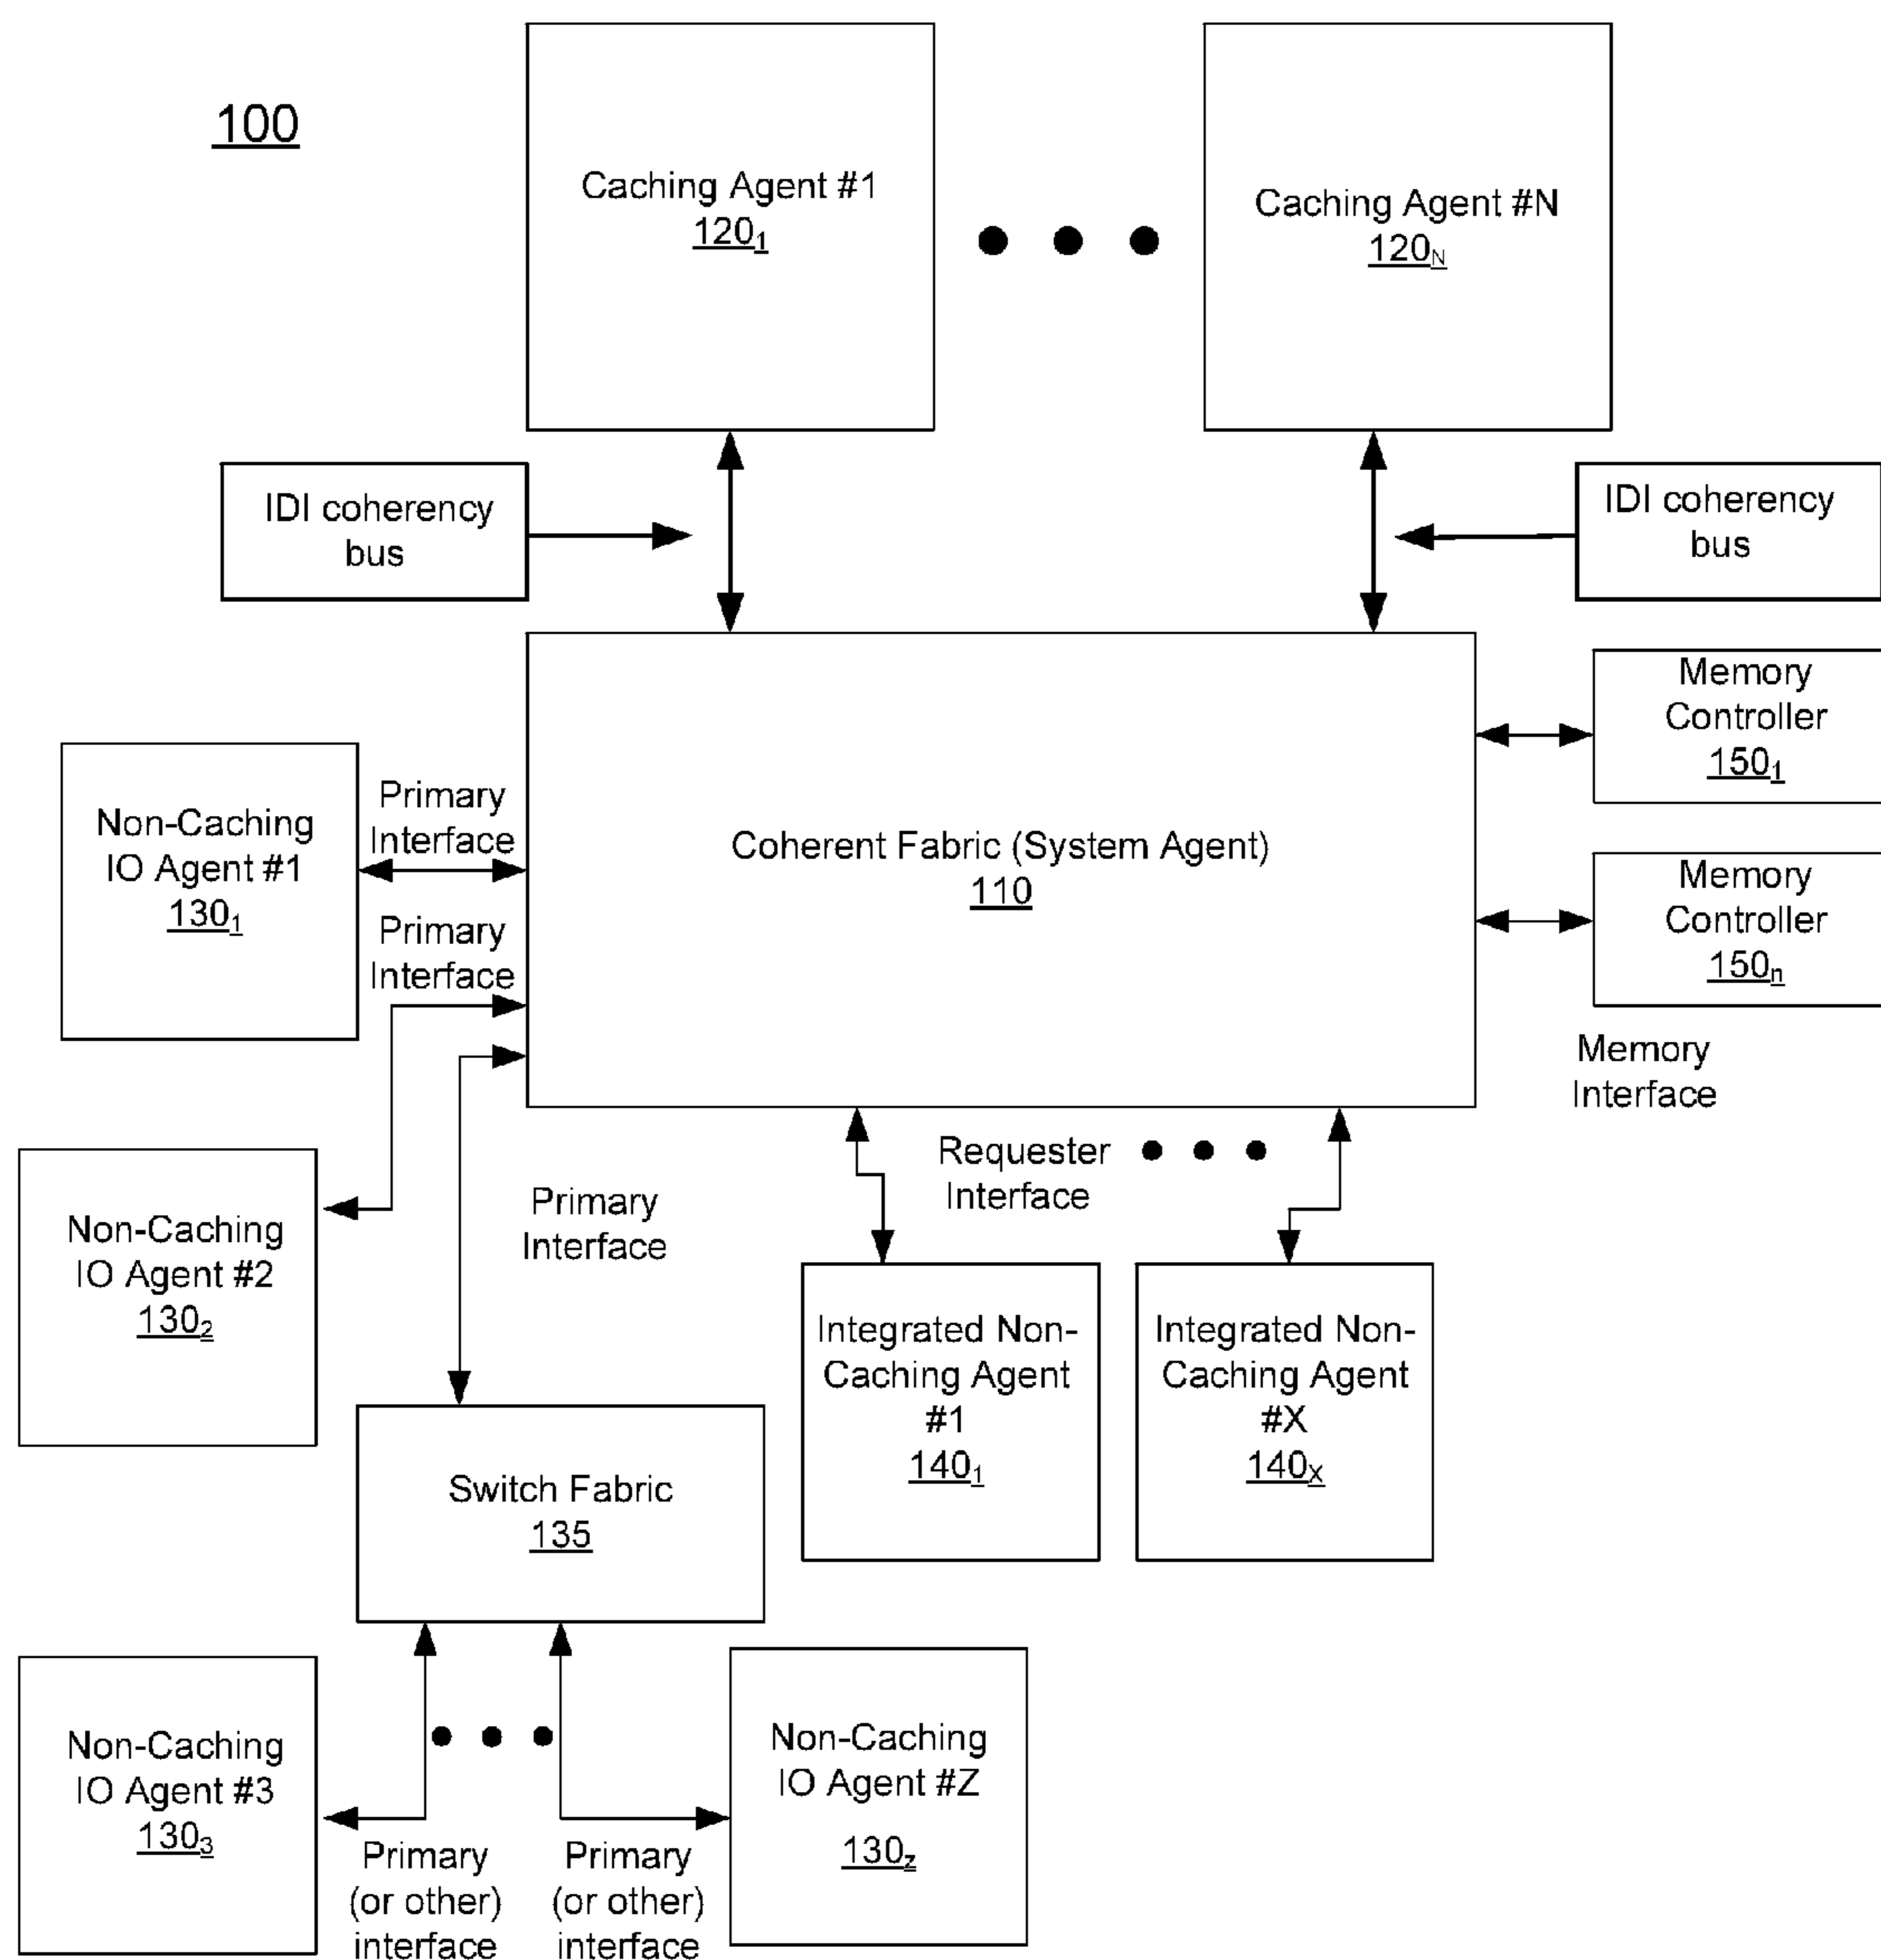 100
Caching Agent #1
120₁
Caching Agent #N
120N
IDI coherency
bus
IDI coherency
bus
Coherent Fabric (System Agent)
110
Memory
Controller
150₁
Memory
Controller
150n
Memory
Interface
Non-Caching
IO Agent #1
130₁
Primary
Interface
Primary
Interface
Non-Caching
IO Agent #2
130₂
Primary
Interface
Requester
Interface
Integrated Non-
Caching Agent
#1
140₁
Integrated Non-
Caching Agent
#X
140X
Switch Fabric
135
Non-Caching
IO Agent #3
130₃
Primary
(or other)
interface
Primary
(or other)
interface
Non-Caching
IO Agent #Z
130z